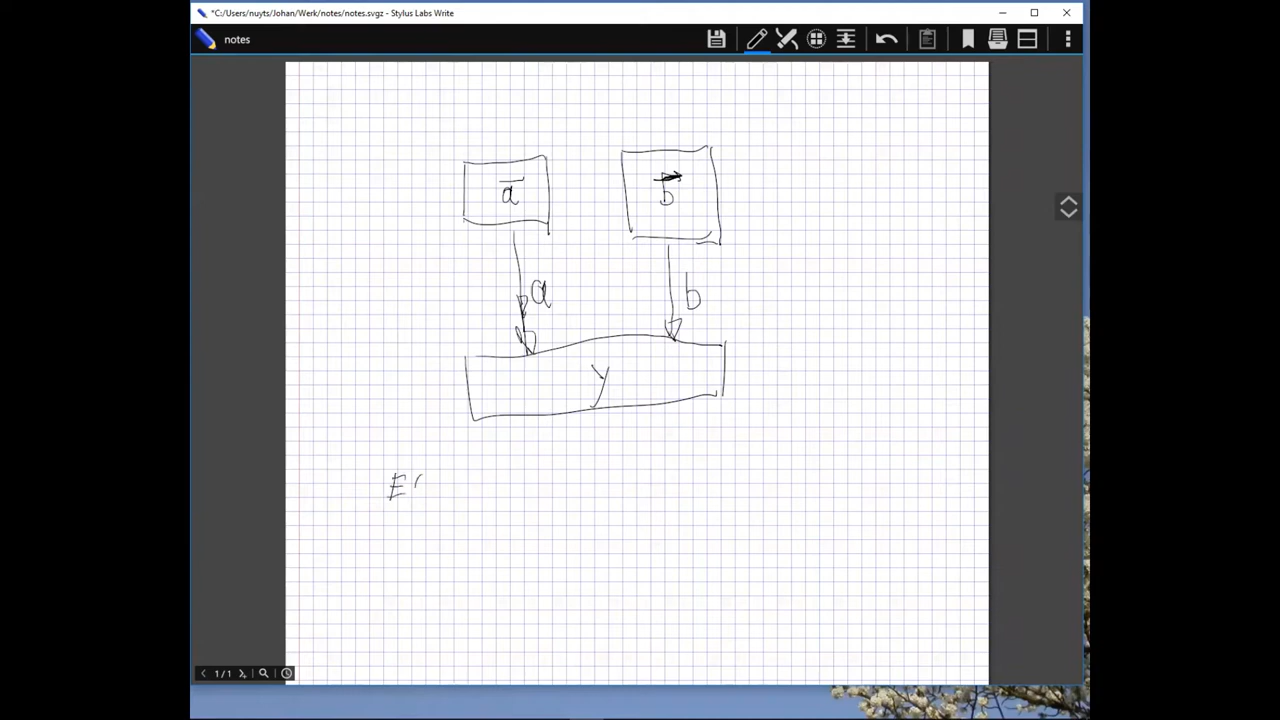 *C:/Users/nuyts/Johan/Werk/notes/notes.svgz - Stylus Labs Write
notes
a b
a b
y
E(
1/1